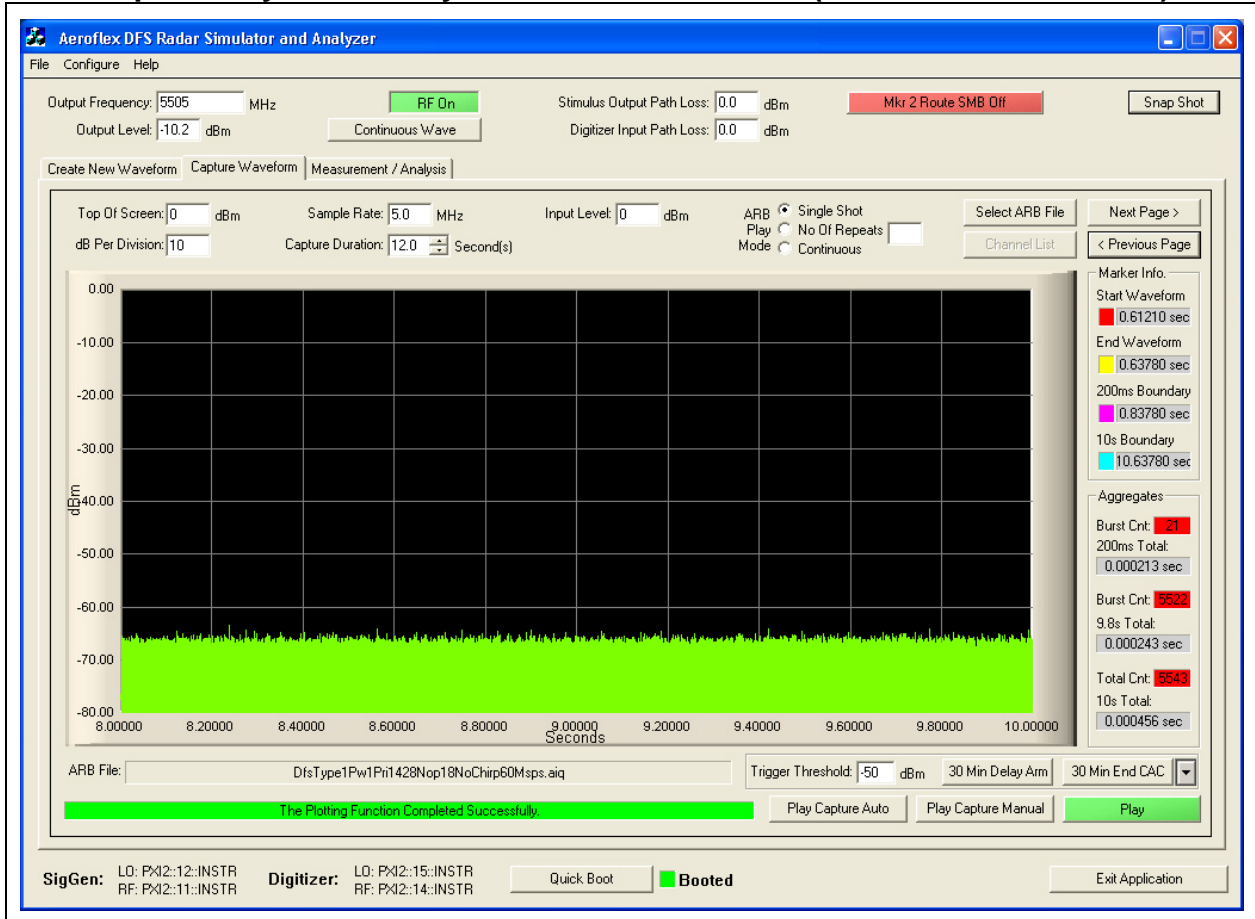 Aeroflex DFS Radar Simulator and Analyzer
File Configure Help
Output Frequency: 5505 MHz
RF On
Stimulus Output Path Loss: 0.0 dBm
Mkr 2 Route SMB Off
Snap Shot
Output Level: -10.2 dBm
Continuous Wave
Digitizer Input Path Loss: 0.0 dBm
Create New Waveform Capture Waveform Measurement / Analysis
Top Of Screen: 0 dBm
Sample Rate: 5.0 MHz
Input Level: 0 dBm
ARB Play Mode
Single Shot
No Of Repeats
Continuous
Select ARB File
Next Page >
dB Per Division: 10
Capture Duration: 12.0 Second(s)
Channel List
< Previous Page
0.00
-10.00
-20.00
-30.00
-40.00
-50.00
-60.00
-70.00
-80.00
dBm
8.00000 8.20000 8.40000 8.60000 8.80000 9.00000 9.20000 9.40000 9.60000 9.80000 10.00000
Seconds
Marker Info.
Start Waveform
0.61210 sec
End Waveform
0.63780 sec
200ms Boundary
0.83780 sec
10s Boundary
10.63780 sec
Aggregates
Burst Cnt: 21
200ms Total:
0.000213 sec
Burst Cnt: 5522
9.8s Total:
0.000243 sec
Total Cnt: 5543
10s Total:
0.000456 sec
ARB File: DfsType1Pw1Pri1428Nop18NoChirp60Msps.aiq
Trigger Threshold: -50 dBm
30 Min Delay Arm
30 Min End CAC
The Plotting Function Completed Successfully.
Play Capture Auto
Play Capture Manual
Play
SigGen: LO: PXI2::12::INSTR
RF: PXI2::11::INSTR
Digitizer: LO: PXI2::15::INSTR
RF: PXI2::14::INSTR
Quick Boot
Booted
Exit Application